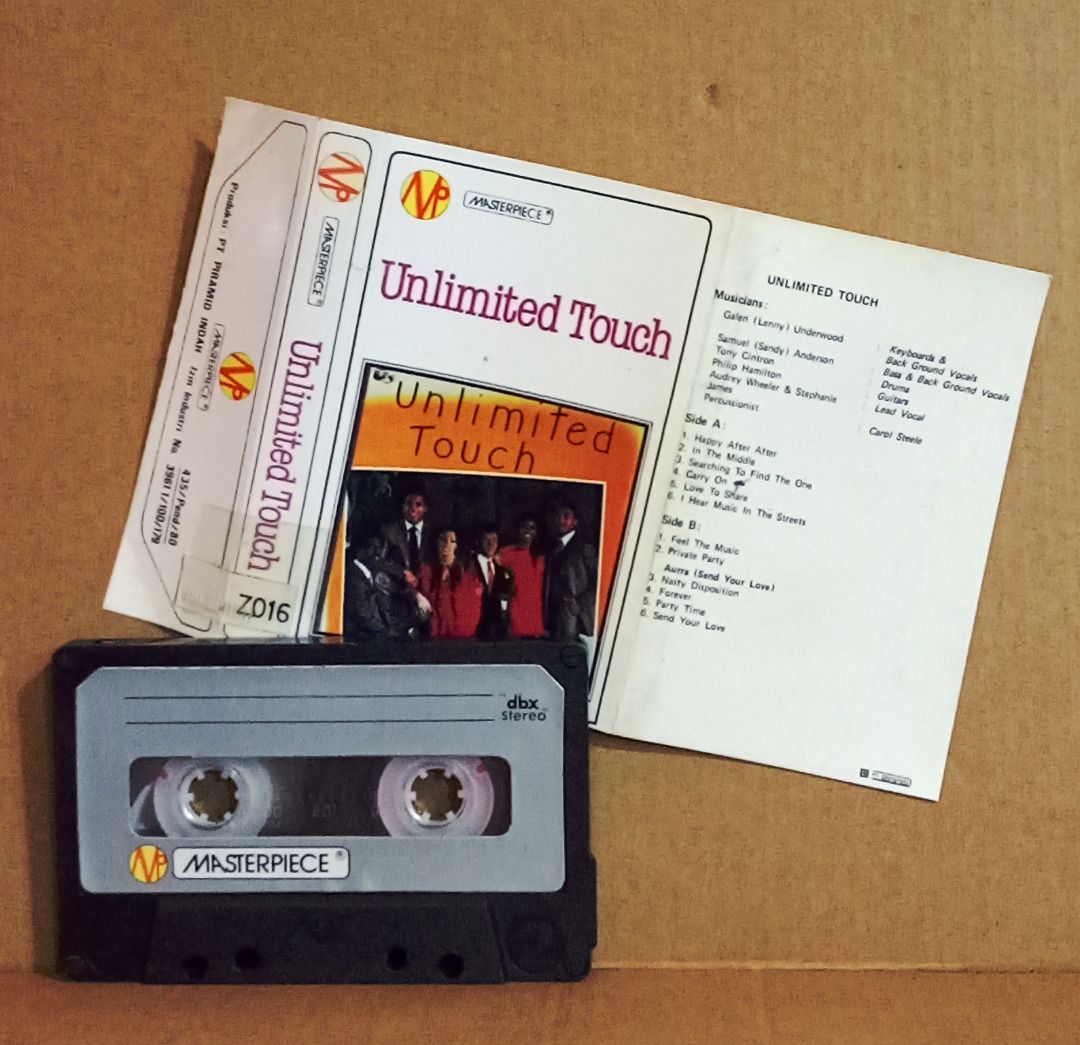 Produksi : PT PIRAMID INDAH Izin Industri No. 435/Pend/80
3961/I/100/179
MP
MASTERPIECE
MP
MASTERPIECE®
Unlimited Touch
Z016
MP
MASTERPIECE®
Unlimited Touch
Unlimited
Touch
UNLIMITED TOUCH
Musicians :
Galen (Lenny) Underwood : Keyboards &
Back Ground Vocals
Samuel (Sandy) Anderson : Bass & Back Ground Vocals
Tony Cintron : Drums
Philip Hamilton : Guitars
Audrey Wheeler & Stephanie
James : Lead Vocal
Percussionist : Carol Steele
Side A :
1. Happy After After
2. In The Middle
3. Searching To Find The One
4. Carry On
5. Love To Share
6. I Hear Music In The Streets
Side B :
1. Feel The Music
2. Private Party
Aurra (Send Your Love)
3. Nasty Disposition
4. Forever
5. Party Time
6. Send Your Love
dbx
Stereo
MP
MASTERPIECE®